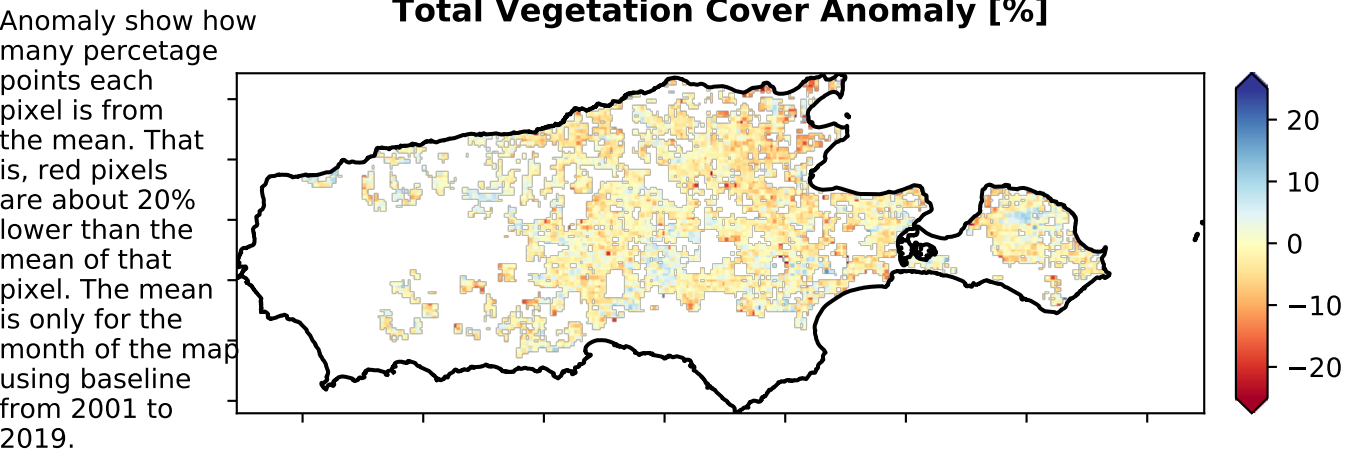 Total Vegetation Cover Anomaly [%]
Anomaly show how
many percetage
points each
pixel is from
the mean. That
is, red pixels
are about 20%
lower than the
mean of that
pixel. The mean
is only for the
month of the map
using baseline
from 2001 to
2019.
20
10
0
−10
−20